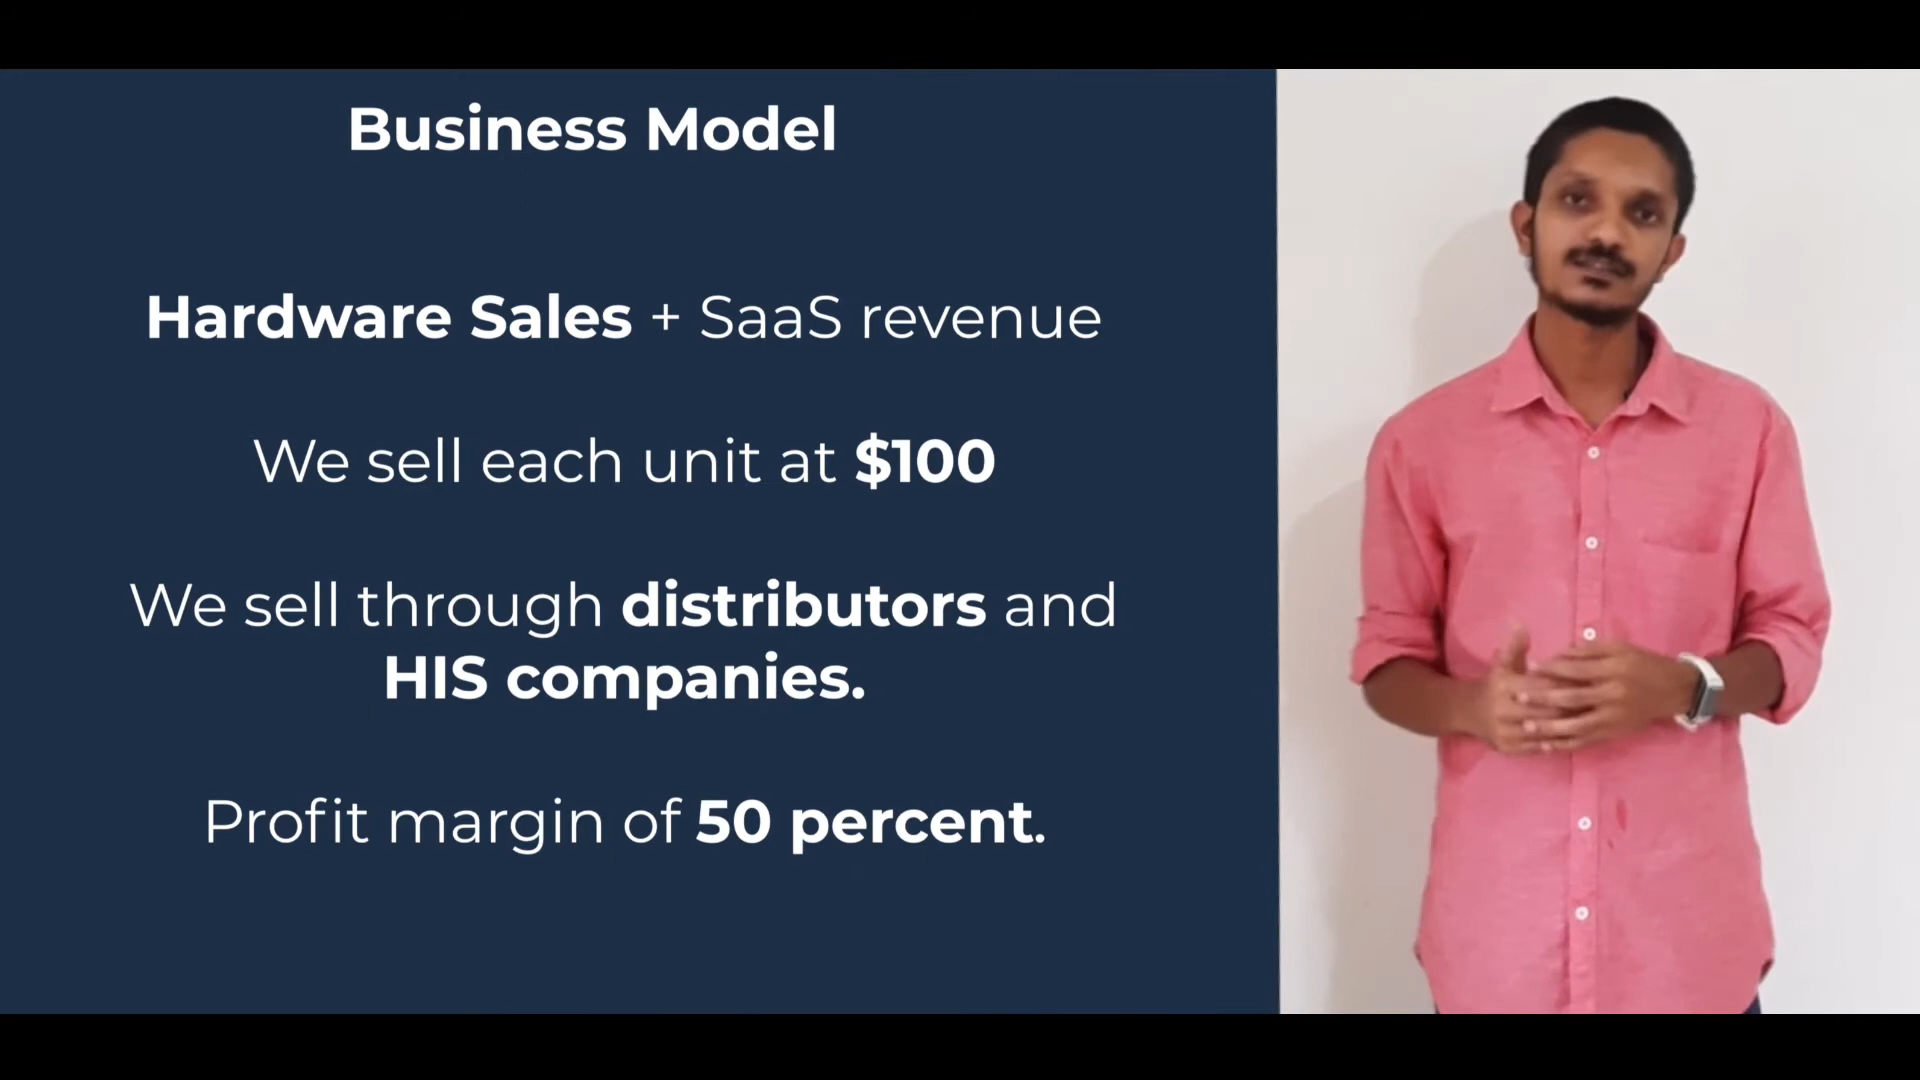 Business Model
Hardware Sales + SaaS revenue
We sell each unit at $100
We sell through distributors and
HIS companies.
Profit margin of 50 percent.